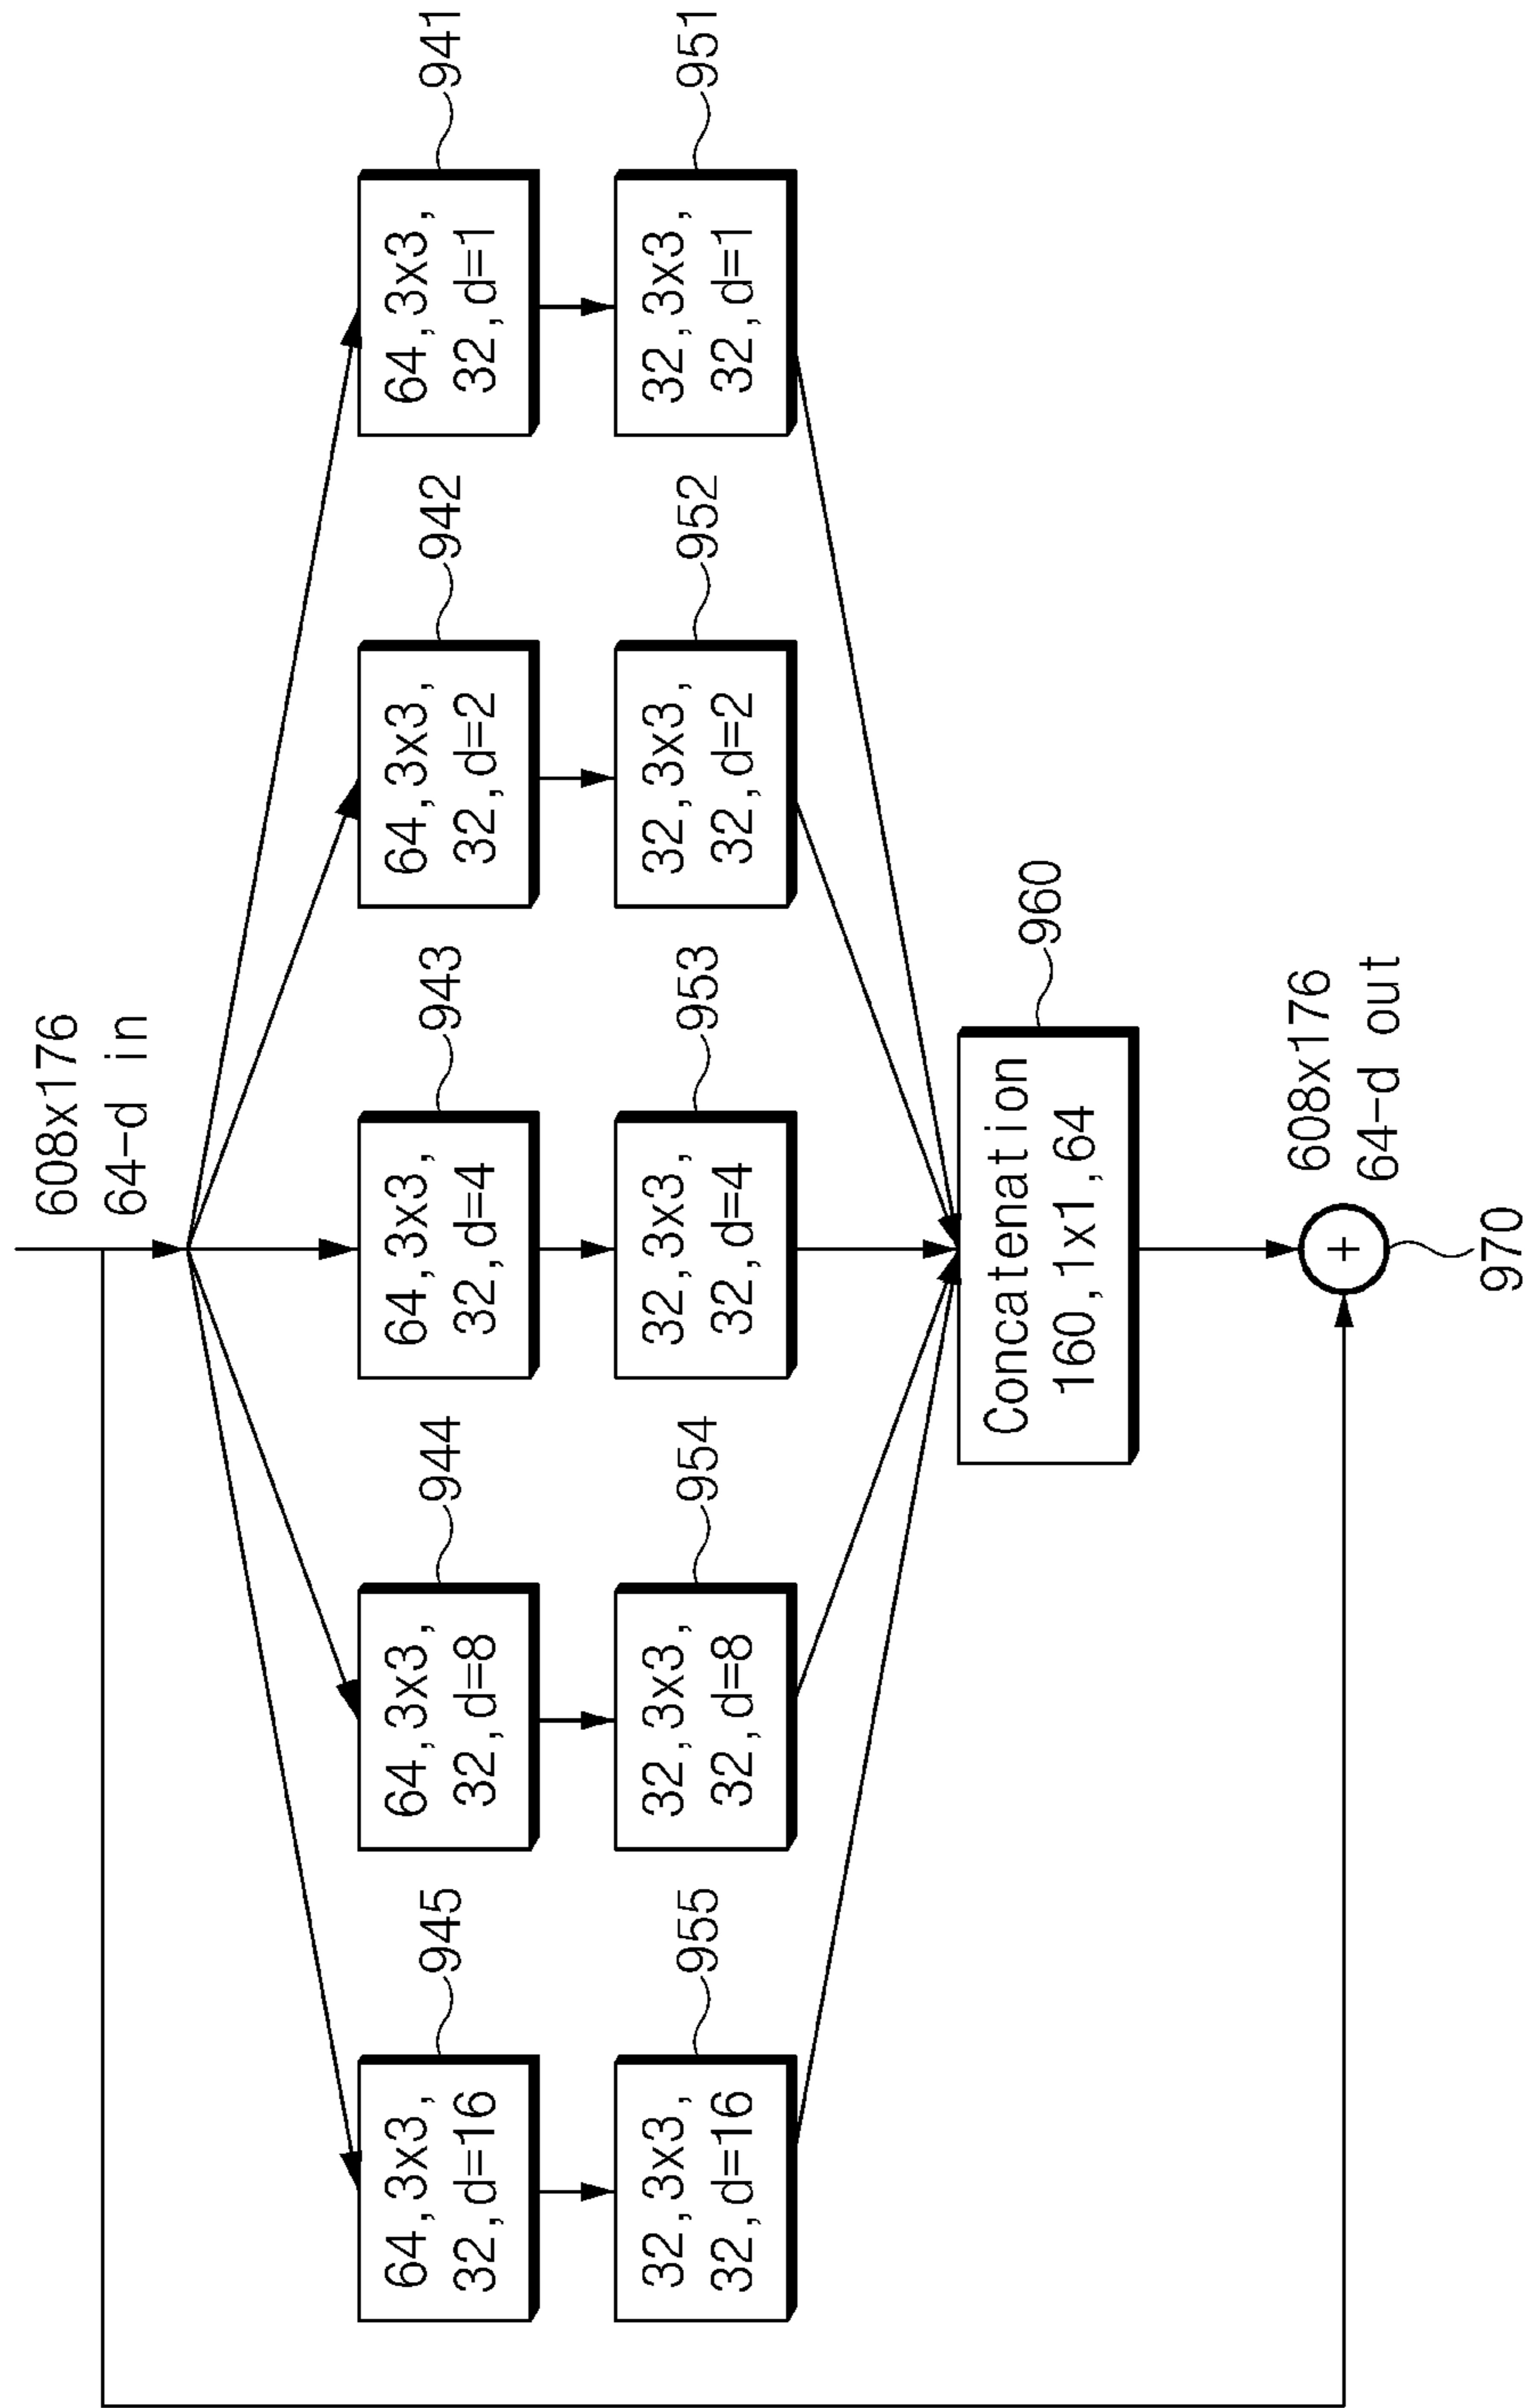 608x176
64-d in
945
64,3x3,
32,d=16
944
64,3x3,
32,d=8
943
64,3x3,
32,d=4
942
64,3x3,
32,d=2
941
64,3x3,
32,d=1
955
32,3x3,
32,d=16
954
32,3x3,
32,d=8
953
32,3x3,
32,d=4
952
32,3x3,
32,d=2
951
32,3x3,
32,d=1
960
Concatenation
160,1x1,64
608x176
64-d out
+
970